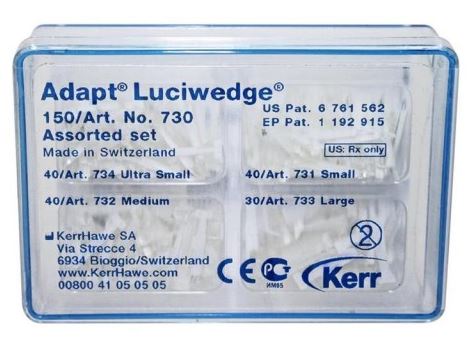 Adapt® Luciwedge®
150/Art. No. 730
Assorted set
Made in Switzerland
US Pat. 6 761 562
EP Pat. 1 192 915
US: Rx only
40/Art. 734 Ultra Small
40/Art. 731 Small
40/Art. 732 Medium
30/Art. 733 Large
KerrHawe SA
Via Strecce 4
6934 Bioggio/Switzerland
www.KerrHawe.com
00800 41 05 05 05
2
CE
ИМ05
Kerr